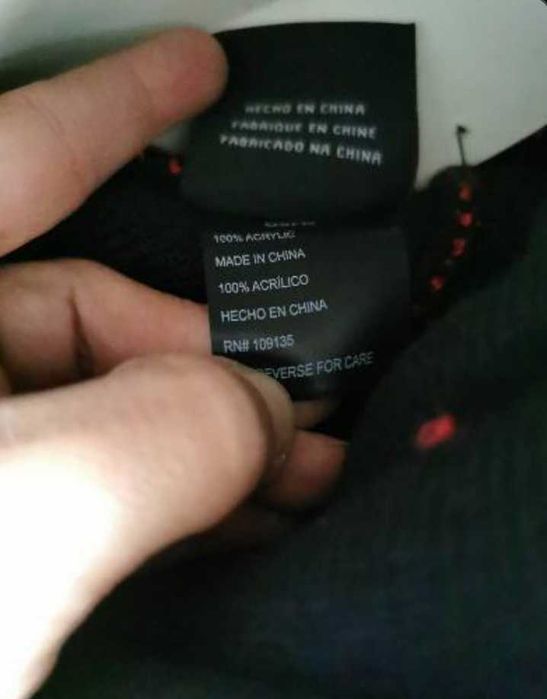 HECHO EN CHINA
FABRIQUE EN CHINE
FABRICADO NA CHINA
100% ACRYLIC
MADE IN CHINA
100% ACRÍLICO
HECHO EN CHINA
RN# 109135
REVERSE FOR CARE